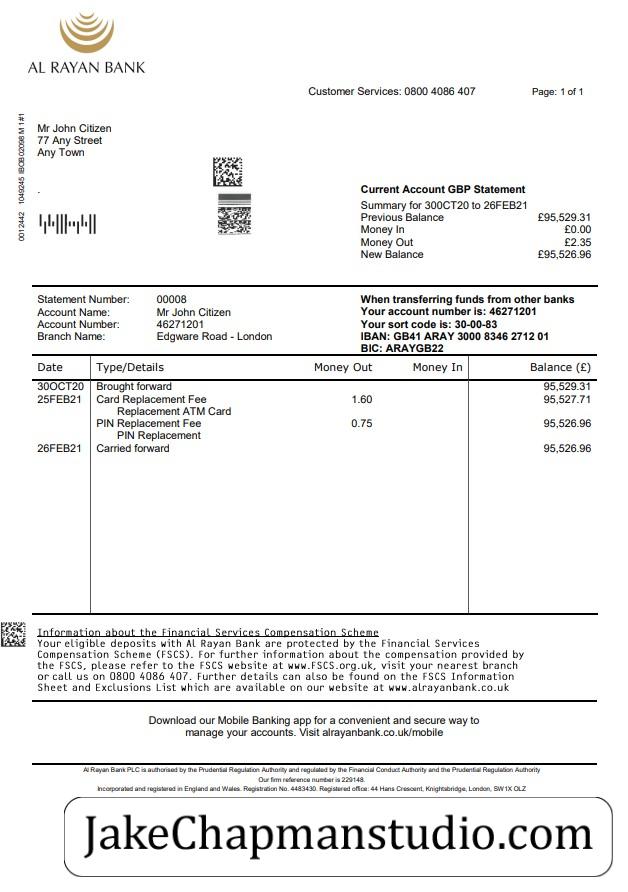 AL RAYAN BANK
Customer Services: 0800 4086 407 Page: 1 of 1
0012442 1049245 IBOB02098 M 1#1
Mr John Citizen
77 Any Street
Any Town
.
Current Account GBP Statement
Summary for 30OCT20 to 26FEB21
Previous Balance £95,529.31
Money In £0.00
Money Out £2.35
New Balance £95,526.96
Statement Number: 00008
Account Name: Mr John Citizen
Account Number: 46271201
Branch Name: Edgware Road - London
When transferring funds from other banks
Your account number is: 46271201
Your sort code is: 30-00-83
IBAN: GB41 ARAY 3000 8346 2712 01
BIC: ARAYGB22
Date Type/Details Money Out Money In Balance (£)
30OCT20 Brought forward 95,529.31
25FEB21 Card Replacement Fee 1.60 95,527.71
Replacement ATM Card
PIN Replacement Fee 0.75 95,526.96
PIN Replacement
26FEB21 Carried forward 95,526.96
Information about the Financial Services Compensation Scheme
Your eligible deposits with Al Rayan Bank are protected by the Financial Services
Compensation Scheme (FSCS). For further information about the compensation provided by
the FSCS, please refer to the FSCS website at www.FSCS.org.uk, visit your nearest branch
or call us on 0800 4086 407. Further details can also be found on the FSCS Information
Sheet and Exclusions List which are available on our website at www.alrayanbank.co.uk
Download our Mobile Banking app for a convenient and secure way to
manage your accounts. Visit alrayanbank.co.uk/mobile
Al Rayan Bank PLC is authorised by the Prudential Regulation Authority and regulated by the Financial Conduct Authority and the Prudential Regulation Authority
Our firm reference number is 229148.
Incorporated and registered in England and Wales. Registration No. 4483430. Registered office: 44 Hans Crescent, Knightsbridge, London, SW1X OLZ
JakeChapmanstudio.com